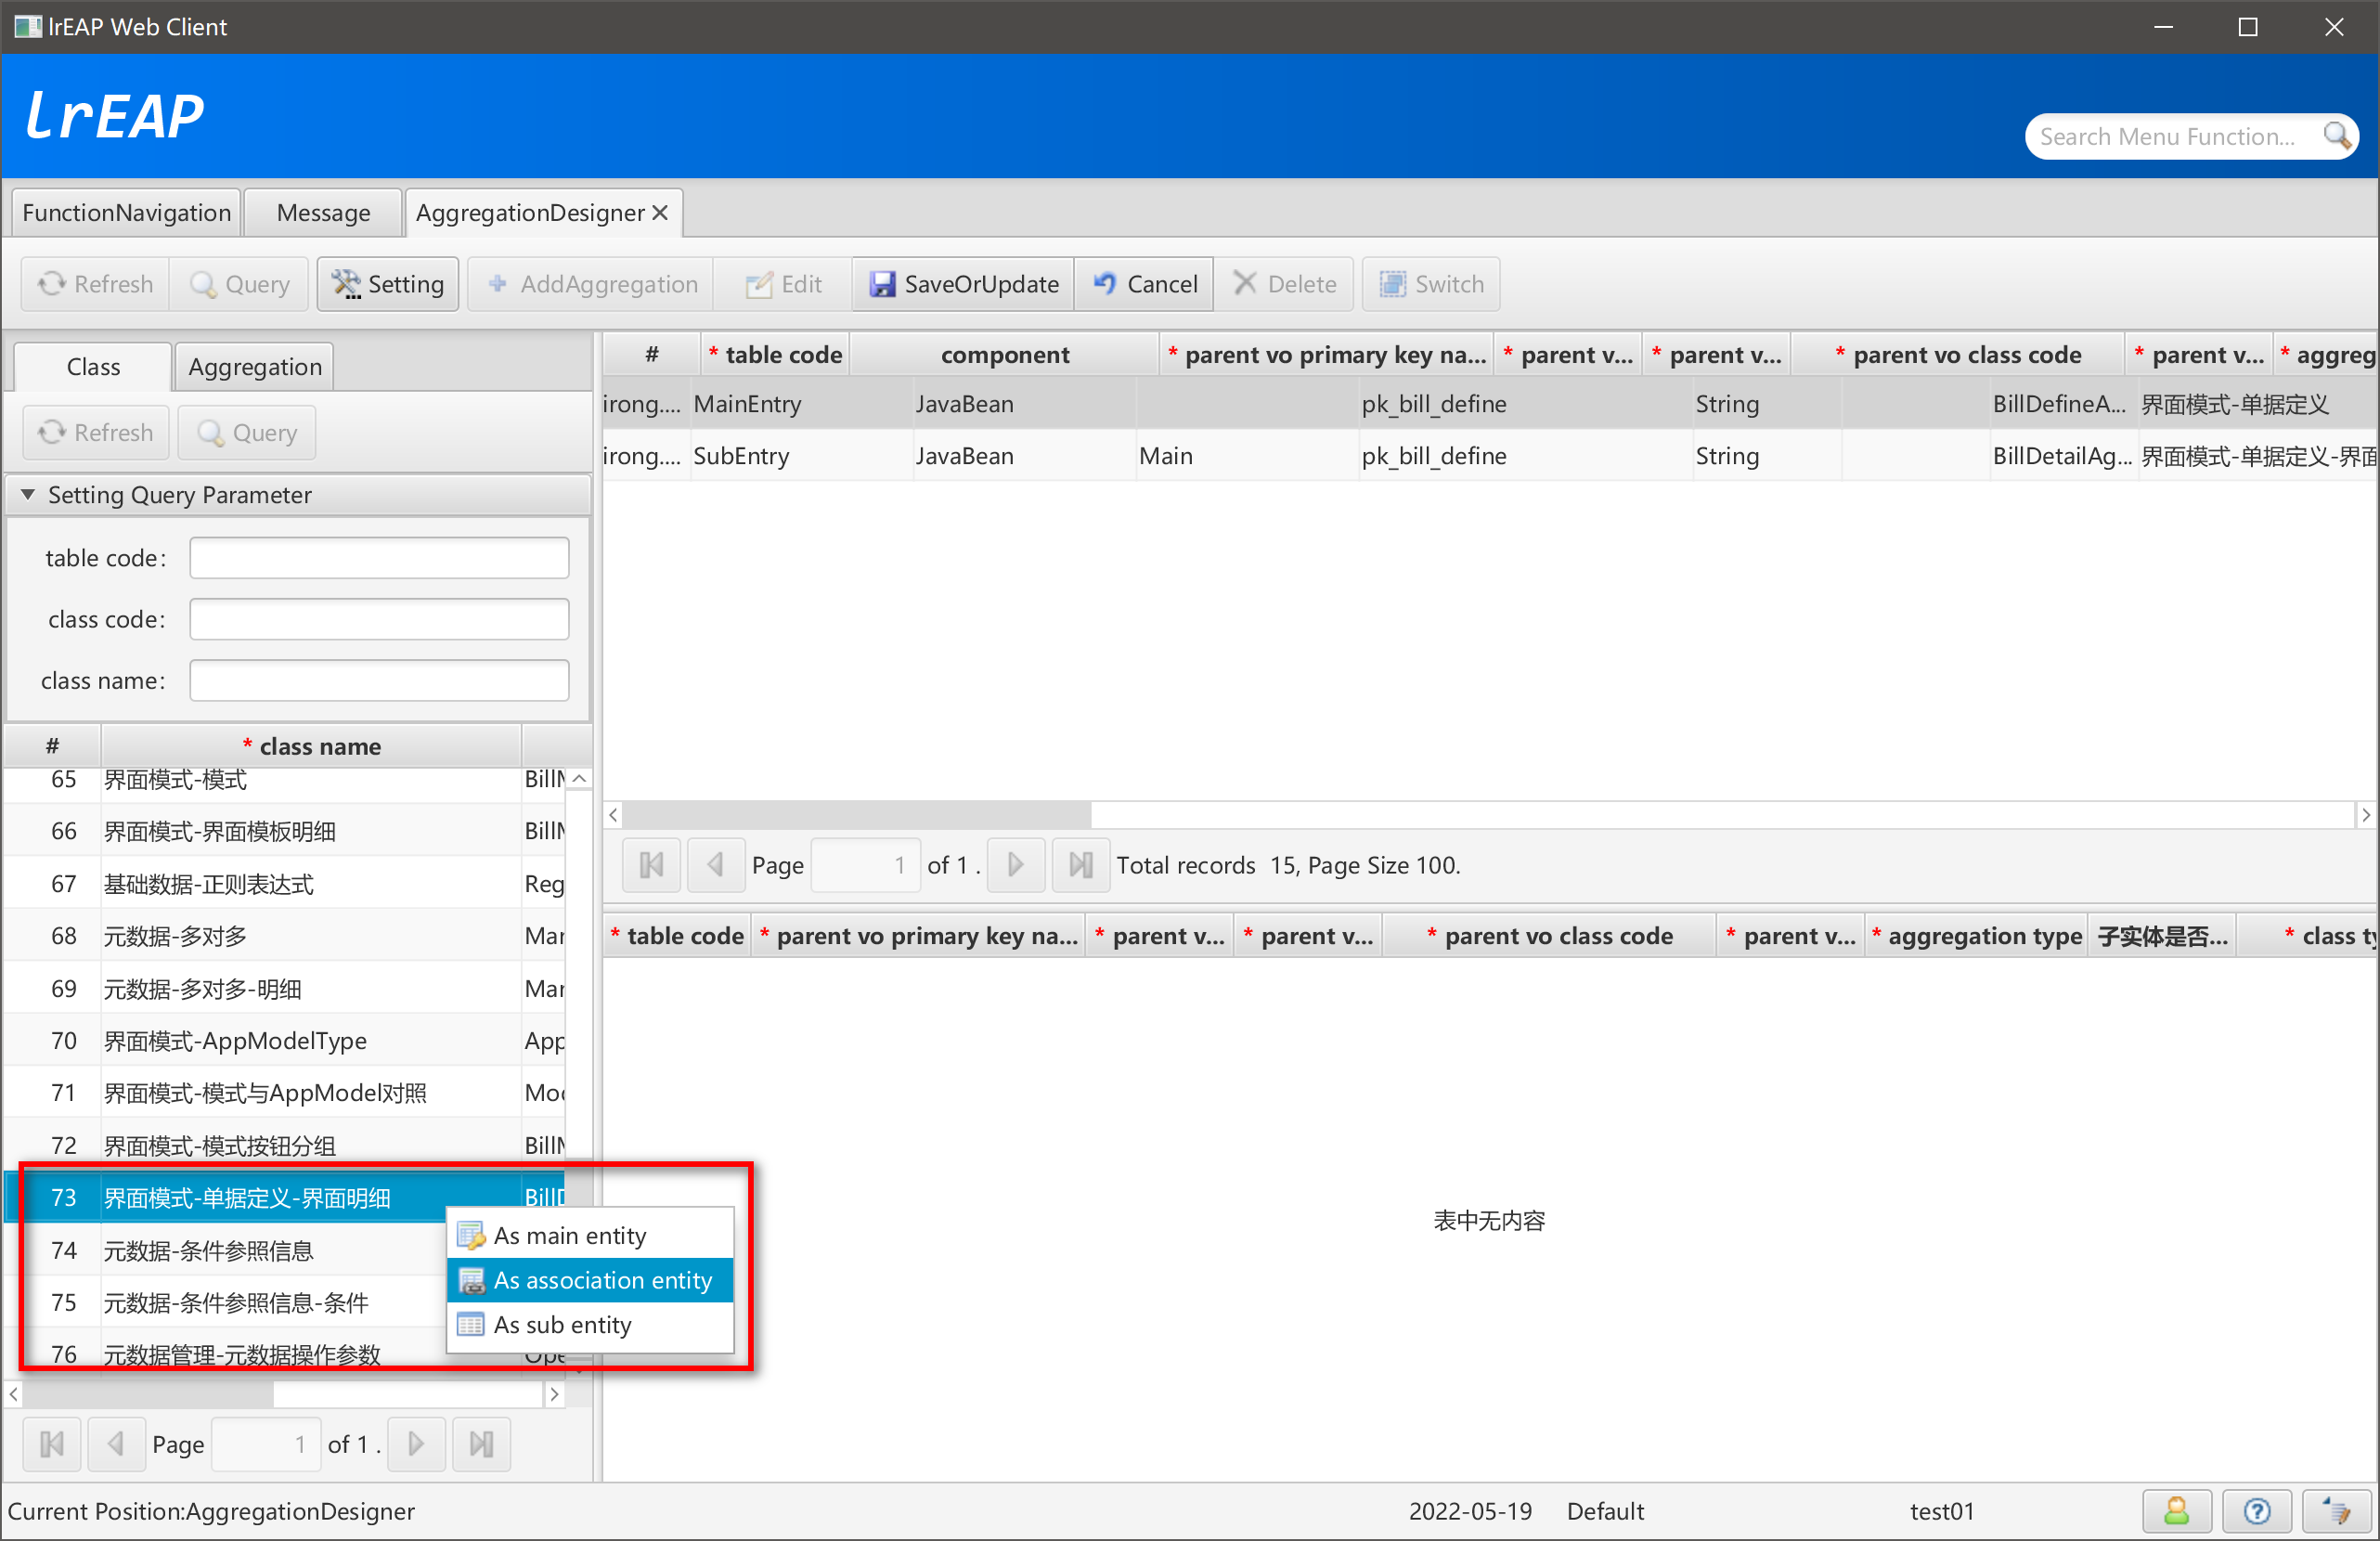 lrEAP Web Client
lrEAP
Search Menu Function...
FunctionNavigation Message AggregationDesigner
Refresh Query Setting AddAggregation Edit SaveOrUpdate Cancel Delete Switch
Class Aggregation
Refresh Query
Setting Query Parameter
table code:
class code:
class name:
# * class name
65 界面模式-模式 BillM
66 界面模式-界面模板明细 BillM
67 基础数据-正则表达式 Reg
68 元数据-多对多 Mar
69 元数据-多对多-明细 Mar
70 界面模式-AppModelType App
71 界面模式-模式与AppModel对照 Mod
72 界面模式-模式按钮分组 BillM
73 界面模式-单据定义-界面明细 BillD
74 元数据-条件参照信息
75 元数据-条件参照信息-条件
76 元数据管理-元数据操作参数 Ope
As main entity
As association entity
As sub entity
Page 1 of 1 .
# * table code component * parent vo primary key na... * parent v... * parent v... * parent vo class code * parent v... * aggreg
irong.... MainEntry JavaBean pk_bill_define String BillDefineA... 界面模式-单据定义
irong.... SubEntry JavaBean Main pk_bill_define String BillDetailAg... 界面模式-单据定义-界面
Page 1 of 1 . Total records 15, Page Size 100.
* table code * parent vo primary key na... * parent v... * parent v... * parent vo class code * parent v... * aggregation type 子实体是否... * class ty
表中无内容
Current Position:AggregationDesigner 2022-05-19 Default test01